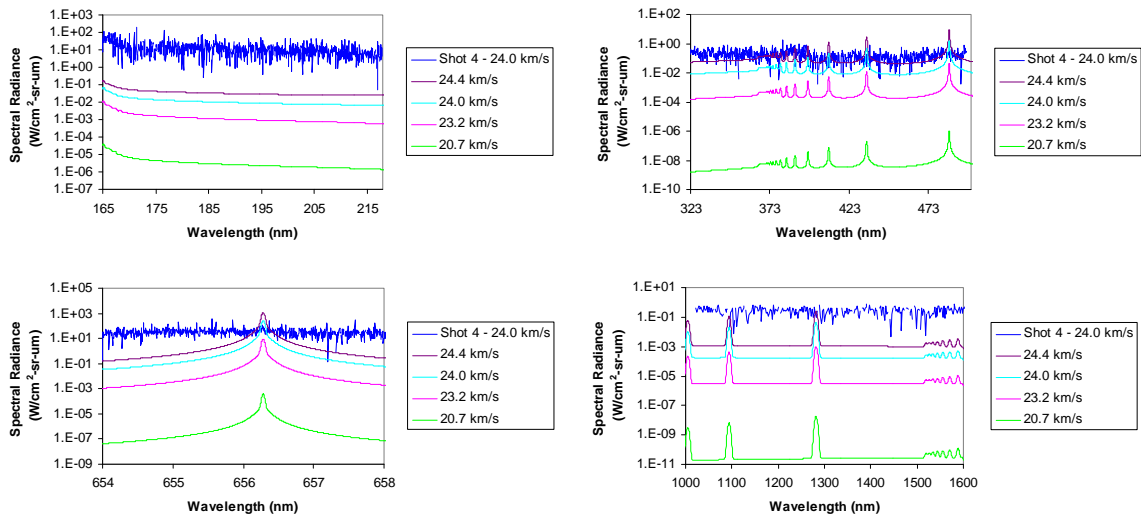 1.E+03
1.E+02
1.E+01
1.E+00
1.E-01
1.E-02
1.E-03
1.E-04
1.E-05
1.E-06
1.E-07
Spectral Radiance
(W/cm²-sr-um)
165 175 185 195 205 215
Wavelength (nm)
Shot 4 - 24.0 km/s
24.4 km/s
24.0 km/s
23.2 km/s
20.7 km/s
1.E+02
1.E+00
1.E-02
1.E-04
1.E-06
1.E-08
1.E-10
Spectral Radiance
(W/cm²-sr-um)
323 373 423 473
Wavelength (nm)
Shot 4 - 24.0 km/s
24.4 km/s
24.0 km/s
23.2 km/s
20.7 km/s
1.E+05
1.E+03
1.E+01
1.E-01
1.E-03
1.E-05
1.E-07
1.E-09
Spectral Radiance
(W/cm²-sr-um)
654 655 656 657 658
Wavelength (nm)
Shot 4 - 24.0 km/s
24.4 km/s
24.0 km/s
23.2 km/s
20.7 km/s
1.E+01
1.E-01
1.E-03
1.E-05
1.E-07
1.E-09
1.E-11
Spectral Radiance
(W/cm²-sr-um)
1000 1100 1200 1300 1400 1500 1600
Wavelength (nm)
Shot 4 - 24.0 km/s
24.4 km/s
24.0 km/s
23.2 km/s
20.7 km/s